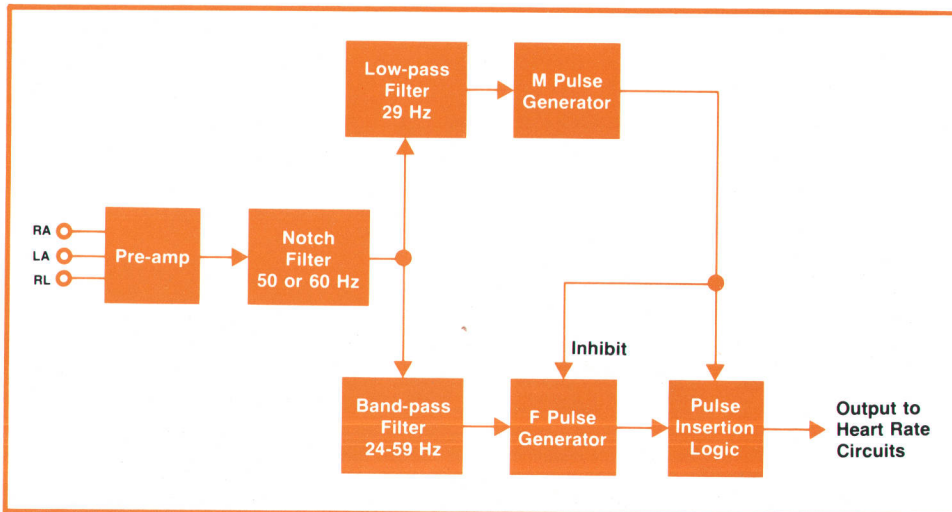 Low-pass
Filter
29 Hz
M Pulse
Generator
RA
LA
RL
Pre-amp
Notch
Filter
50 or 60 Hz
Inhibit
Band-pass
Filter
24-59 Hz
F Pulse
Generator
Pulse
Insertion
Logic
Output to
Heart Rate
Circuits